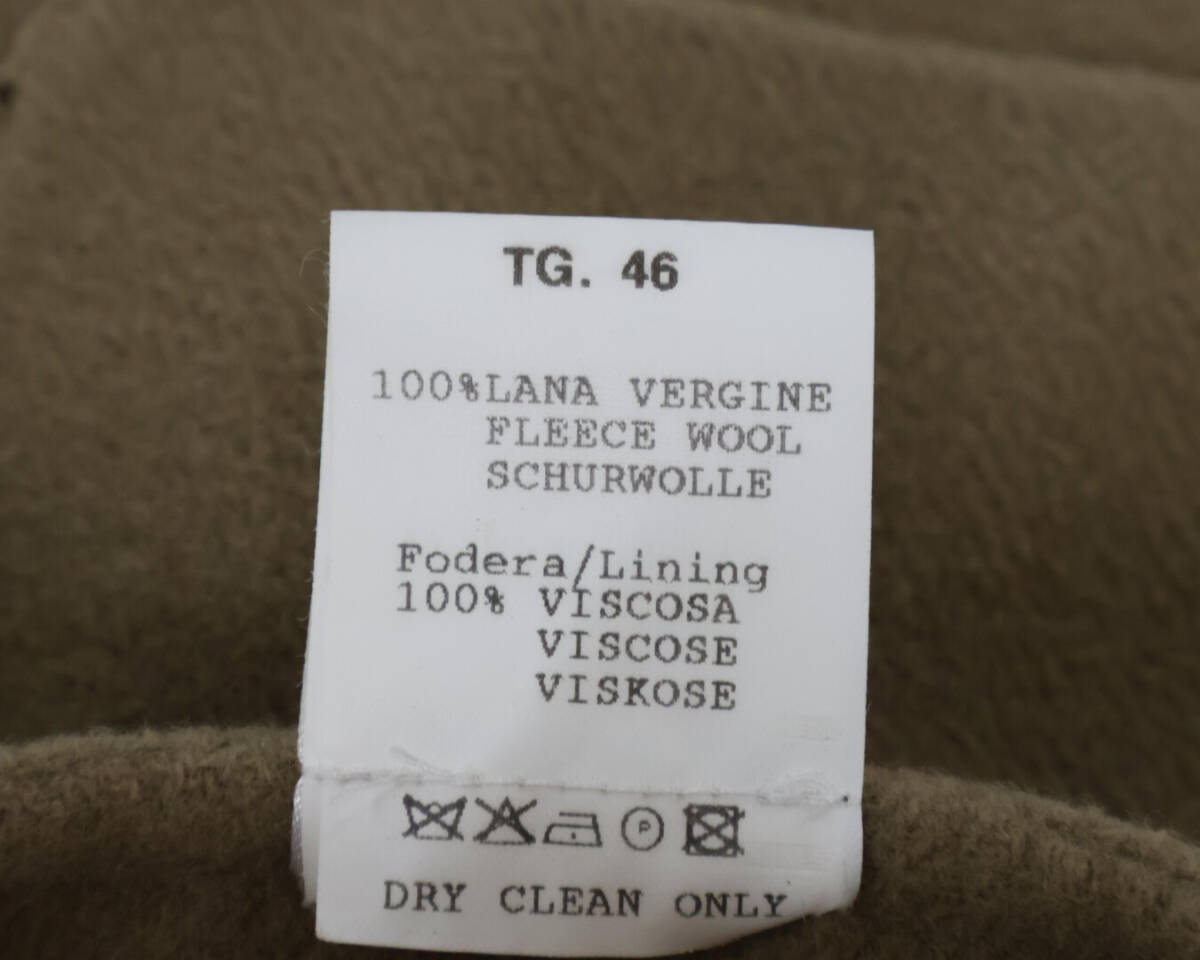 TG. 46
100%LANA VERGINE
FLEECE WOOL
SCHURWOLLE
Fodera/Lining
100% VISCOSA
VISCOSE
VISKOSE
P
DRY CLEAN ONLY